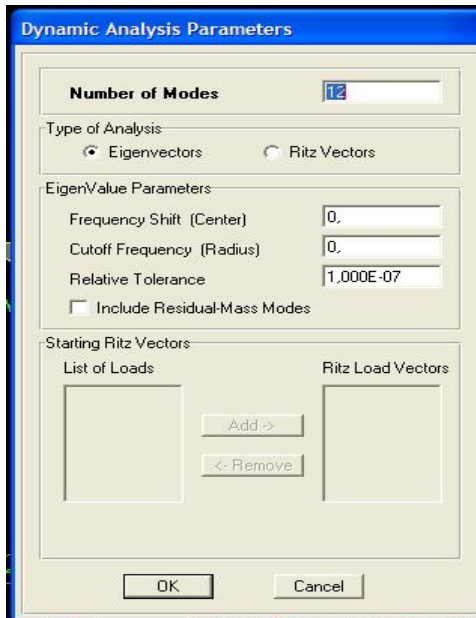 Dynamic Analysis Parameters
Number of Modes 12
Type of Analysis
Eigenvectors Ritz Vectors
EigenValue Parameters
Frequency Shift (Center) 0,
Cutoff Frequency (Radius) 0,
Relative Tolerance 1,000E-07
Include Residual-Mass Modes
Starting Ritz Vectors
List of Loads Ritz Load Vectors
Add ->
<- Remove
OK Cancel